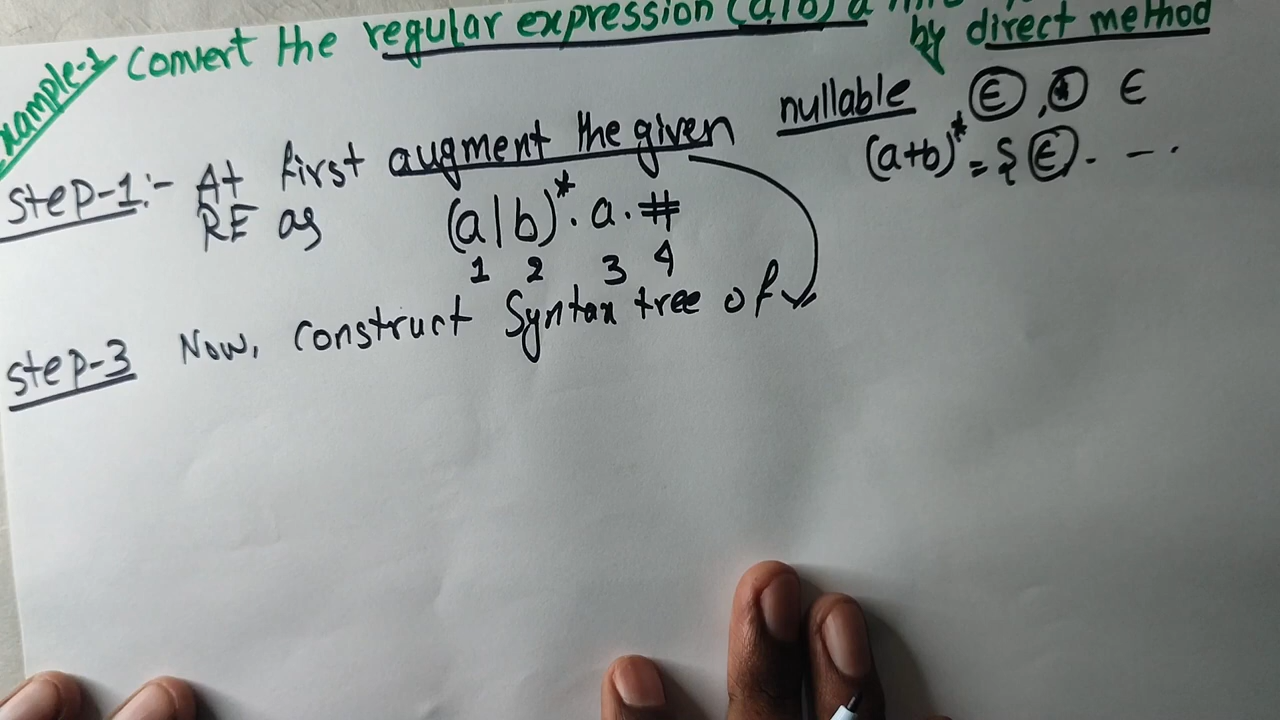 Example-1 Convert the regular expression (a/b)* a
by direct method
nullable ϵ, *, ϵ
(a+b)* = { ϵ. - - .
Step-1:- At first augment the given
RE as (a|b)*. a. #
1 2 3 4
Step-3 Now, construct Syntax tree of